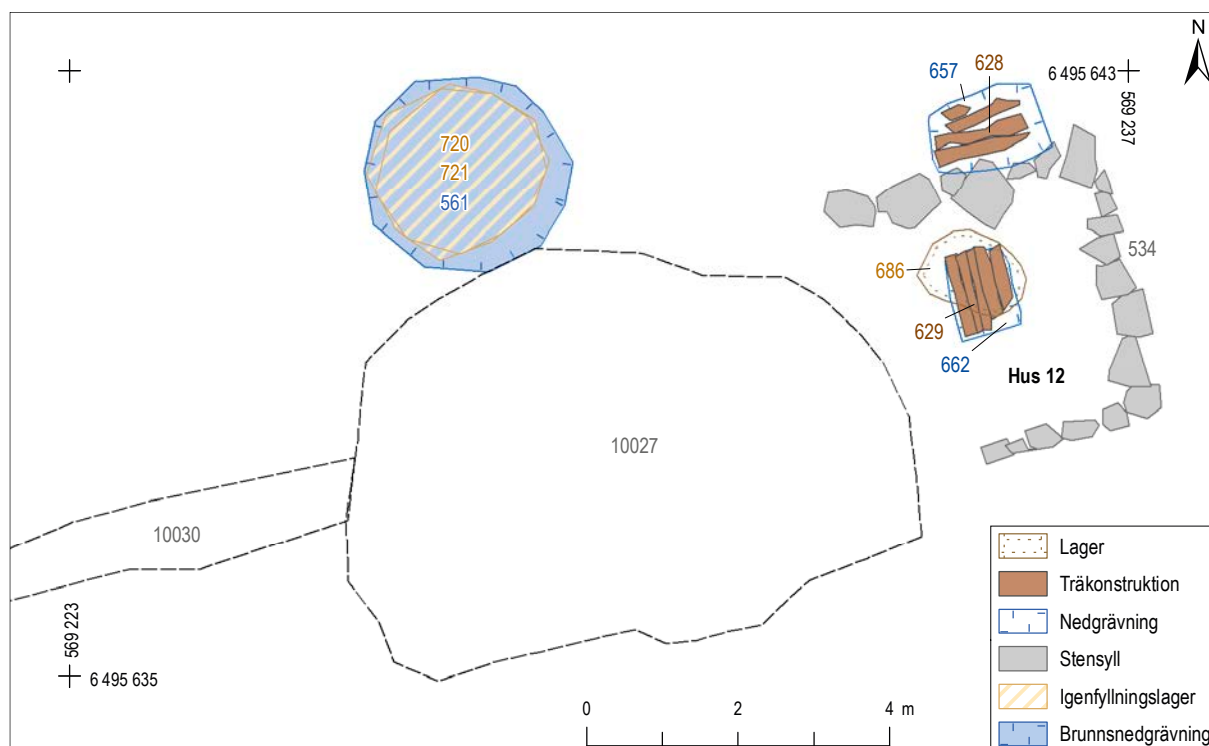 N
657
628
6 495 643
569 237
720
721
561
534
686
629
662
Hus 12
10027
10030
569 223
6 495 635
0 2 4 m
Lager
Träkonstruktion
Nedgrävning
Stensyll
Igenfyllningslager
Brunnsnedgrävning